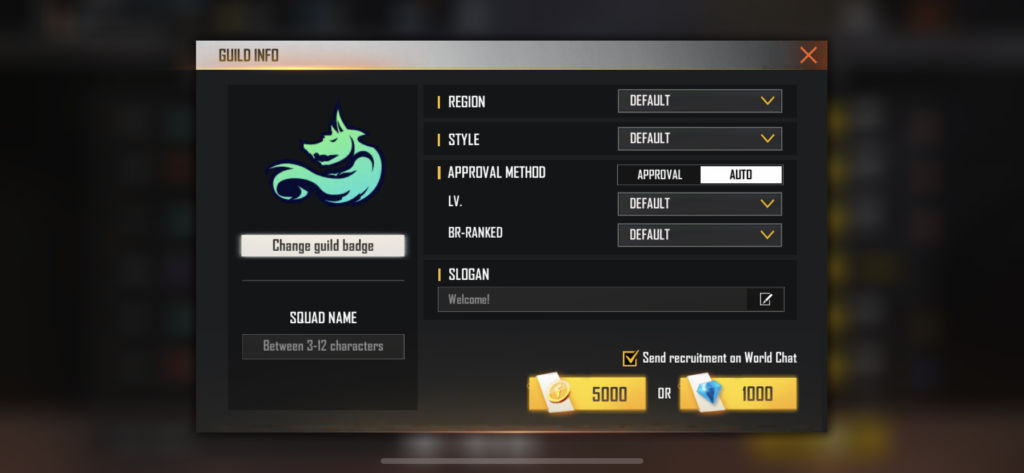 GUILD INFO
REGION
DEFAULT
STYLE
DEFAULT
APPROVAL METHOD
APPROVAL
AUTO
LV.
DEFAULT
BR-RANKED
DEFAULT
Change guild badge
SLOGAN
Welcome!
SQUAD NAME
Between 3-12 characters
Send recruitment on World Chat
5000
OR
1000